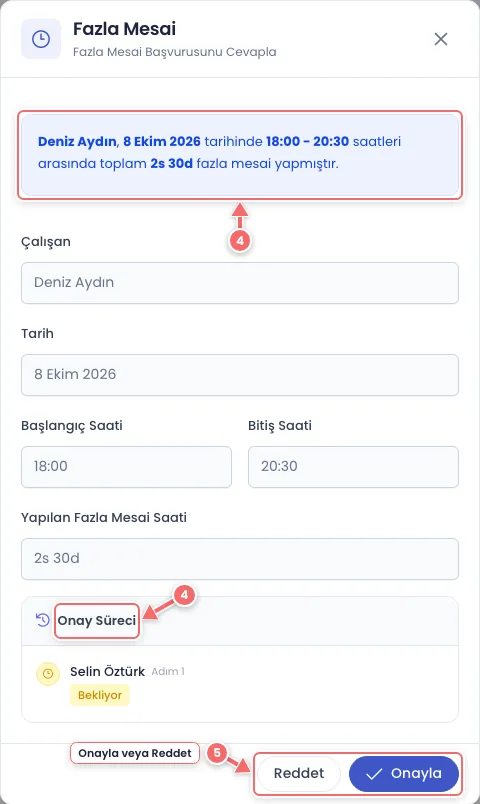 Fazla Mesai
Fazla Mesai Başvurusunu Cevapla
Deniz Aydın, 8 Ekim 2026 tarihinde 18:00 - 20:30 saatleri
arasında toplam 2s 30d fazla mesai yapmıştır.
4
Çalışan
Deniz Aydın
Tarih
8 Ekim 2026
Başlangıç Saati
Bitiş Saati
18:00
20:30
Yapılan Fazla Mesai Saati
2s 30d
4
Onay Süreci
Selin Öztürk Adım 1
Bekliyor
Onayla veya Reddet
5
Reddet
Onayla